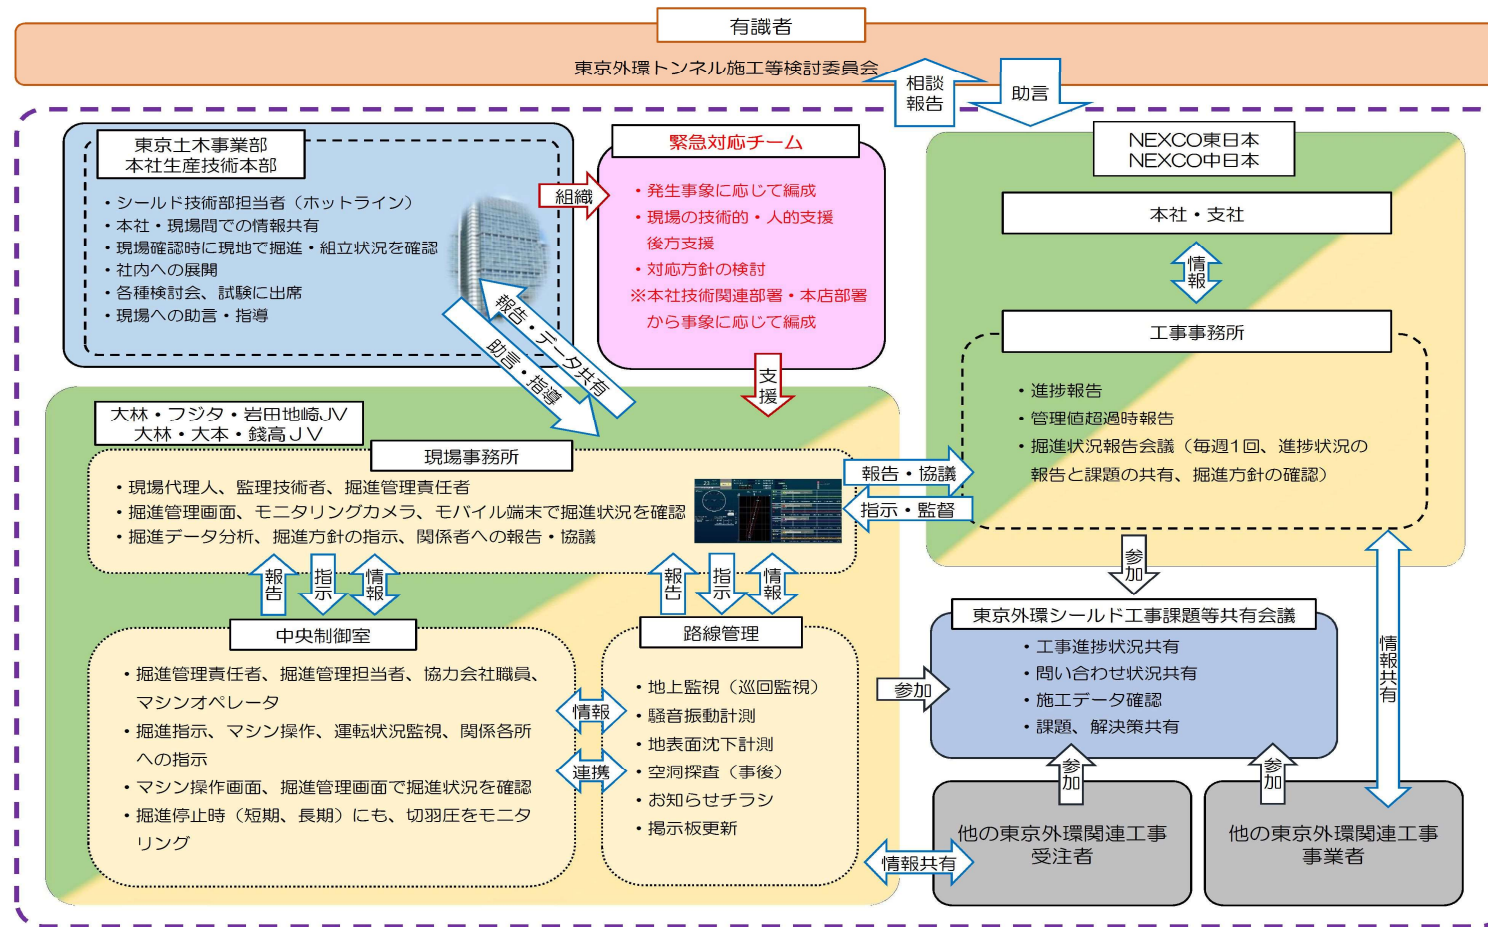 有識者
東京外環トンネル施工等検討委員会
相談
報告
助言
東京土木事業部
本社生産技術本部
・シールド技術部担当者（ホットライン）
・本社・現場間での情報共有
・現場確認時に現地で掘進・組立状況を確認
・社内への展開
・各種検討会、試験に出席
・現場への助言・指導
組織
緊急対応チーム
・発生事象に応じて編成
・現場の技術的・人的支援
後方支援
・対応方針の検討
※本社技術関連部署・本店部署
から事象に応じて編成
報告・データ共有
助言・指導
支援
NEXCO東日本
NEXCO中日本
本社・支社
情報
工事事務所
・進捗報告
・管理値超過時報告
・掘進状況報告会議（毎週1回、進捗状況の
報告と課題の共有、掘進方針の確認）
大林・フジタ・岩田地崎JV
大林・大本・錢高ＪＶ
現場事務所
・現場代理人、監理技術者、掘進管理責任者
・掘進管理画面、モニタリングカメラ、モバイル端末で掘進状況を確認
・掘進データ分析、掘進方針の指示、関係者への報告・協議
報告・協議
指示・監督
報告
指示
情報
報告
指示
情報
中央制御室
・掘進管理責任者、掘進管理担当者、協力会社職員、
マシンオペレータ
・掘進指示、マシン操作、運転状況監視、関係各所
への指示
・マシン操作画面、掘進管理画面で掘進状況を確認
・掘進停止時（短期、長期）にも、切羽圧をモニタ
リング
情報
連携
路線管理
・地上監視（巡回監視）
・騒音振動計測
・地表面沈下計測
・空洞探査（事後）
・お知らせチラシ
・掲示板更新
参加
参加
東京外環シールド工事課題等共有会議
・工事進捗状況共有
・問い合わせ状況共有
・施工データ確認
・課題、解決策共有
情報共有
参加
参加
他の東京外環関連工事
受注者
他の東京外環関連工事
事業者
情報共有